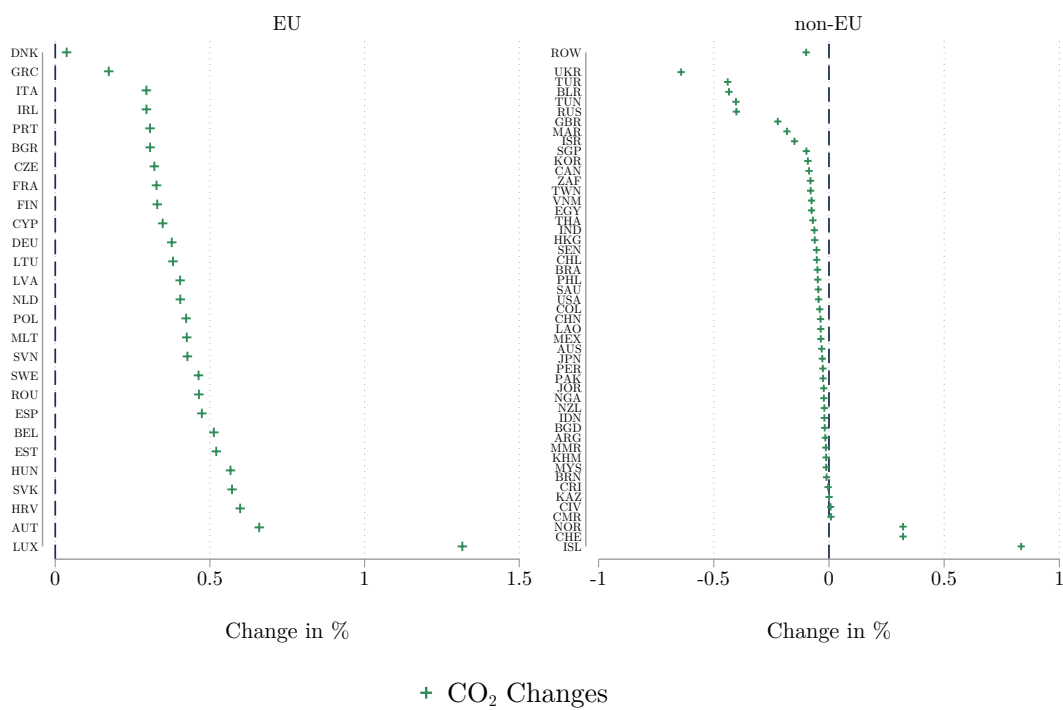 EU
DNK
GRC
ITA
IRL
PRT
BGR
CZE
FRA
FIN
CYP
DEU
LTU
LVA
NLD
POL
MLT
SVN
SWE
ROU
ESP
BEL
EST
HUN
SVK
HRV
AUT
LUX
0 0.5 1 1.5
Change in %
non-EU
ROW
UKR
TUR
BLR
TUN
RUS
GBR
MAR
ISR
SGP
KOR
CAN
ZAF
TWN
VNM
EGY
THA
IND
HKG
SEN
CHL
BRA
PHL
SAU
USA
COL
CHN
LAO
MEX
AUS
JPN
PER
PAK
JOR
NGA
NZL
IDN
BGD
ARG
MMR
KHM
MYS
BRN
CRI
KAZ
CIV
CMR
NOR
CHE
ISL
-1 -0.5 0 0.5 1
Change in %
CO₂ Changes